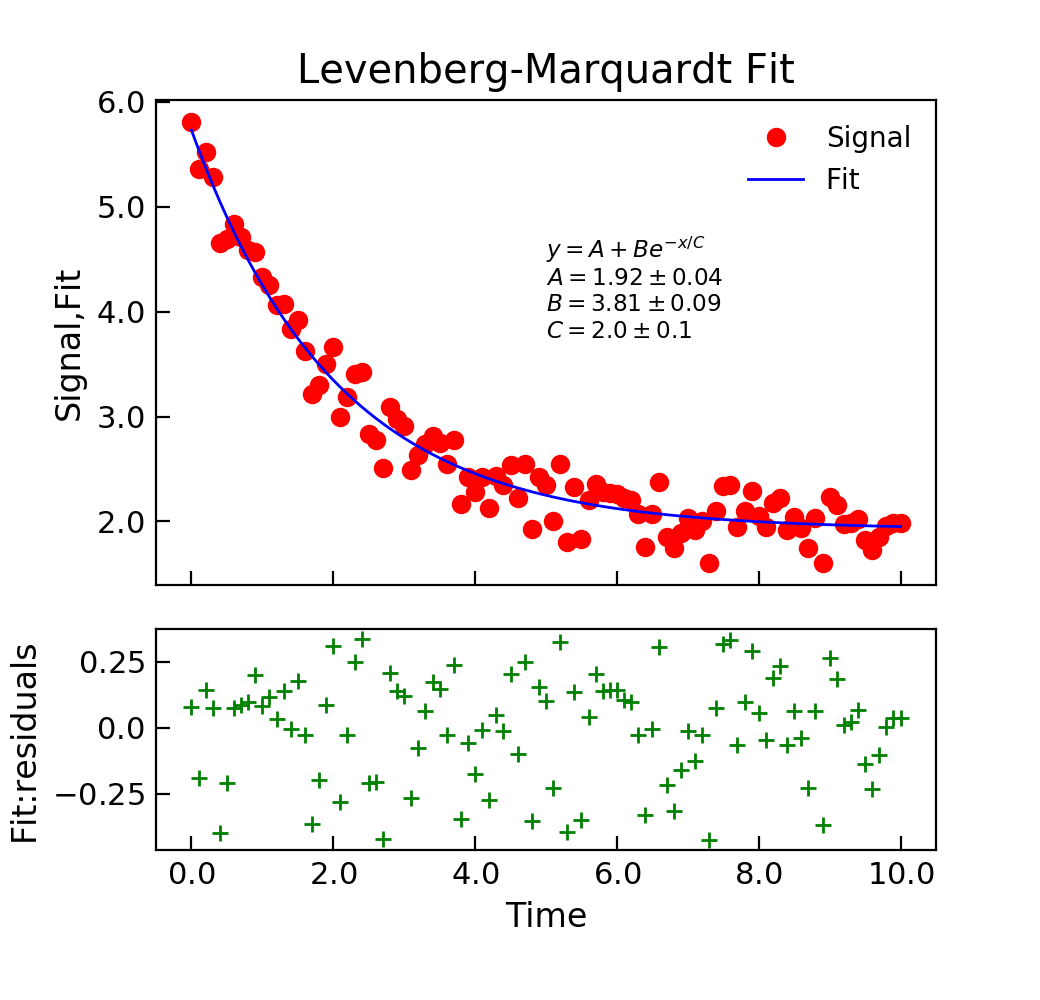 Levenberg-Marquardt Fit
6.0
5.0
4.0
3.0
2.0
Signal,Fit
Signal
Fit
y = A + Be^{-x/C}
A = 1.92 ± 0.04
B = 3.81 ± 0.09
C = 2.0 ± 0.1
0.25
0.0
−0.25
Fit:residuals
0.0 2.0 4.0 6.0 8.0 10.0
Time